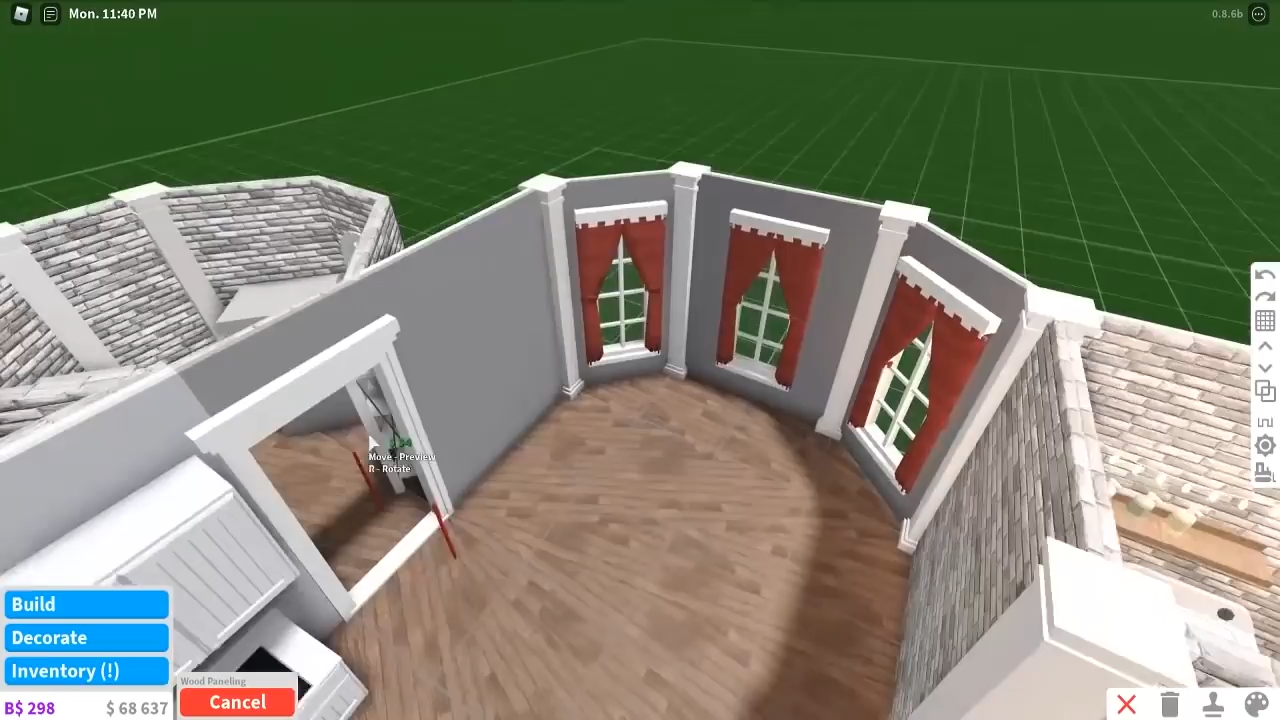 Mon. 11:40 PM
0.8.6b
Move - Preview
R - Rotate
Build
Decorate
Inventory (!)
Wood Paneling
Cancel
B$ 298
$ 68 637